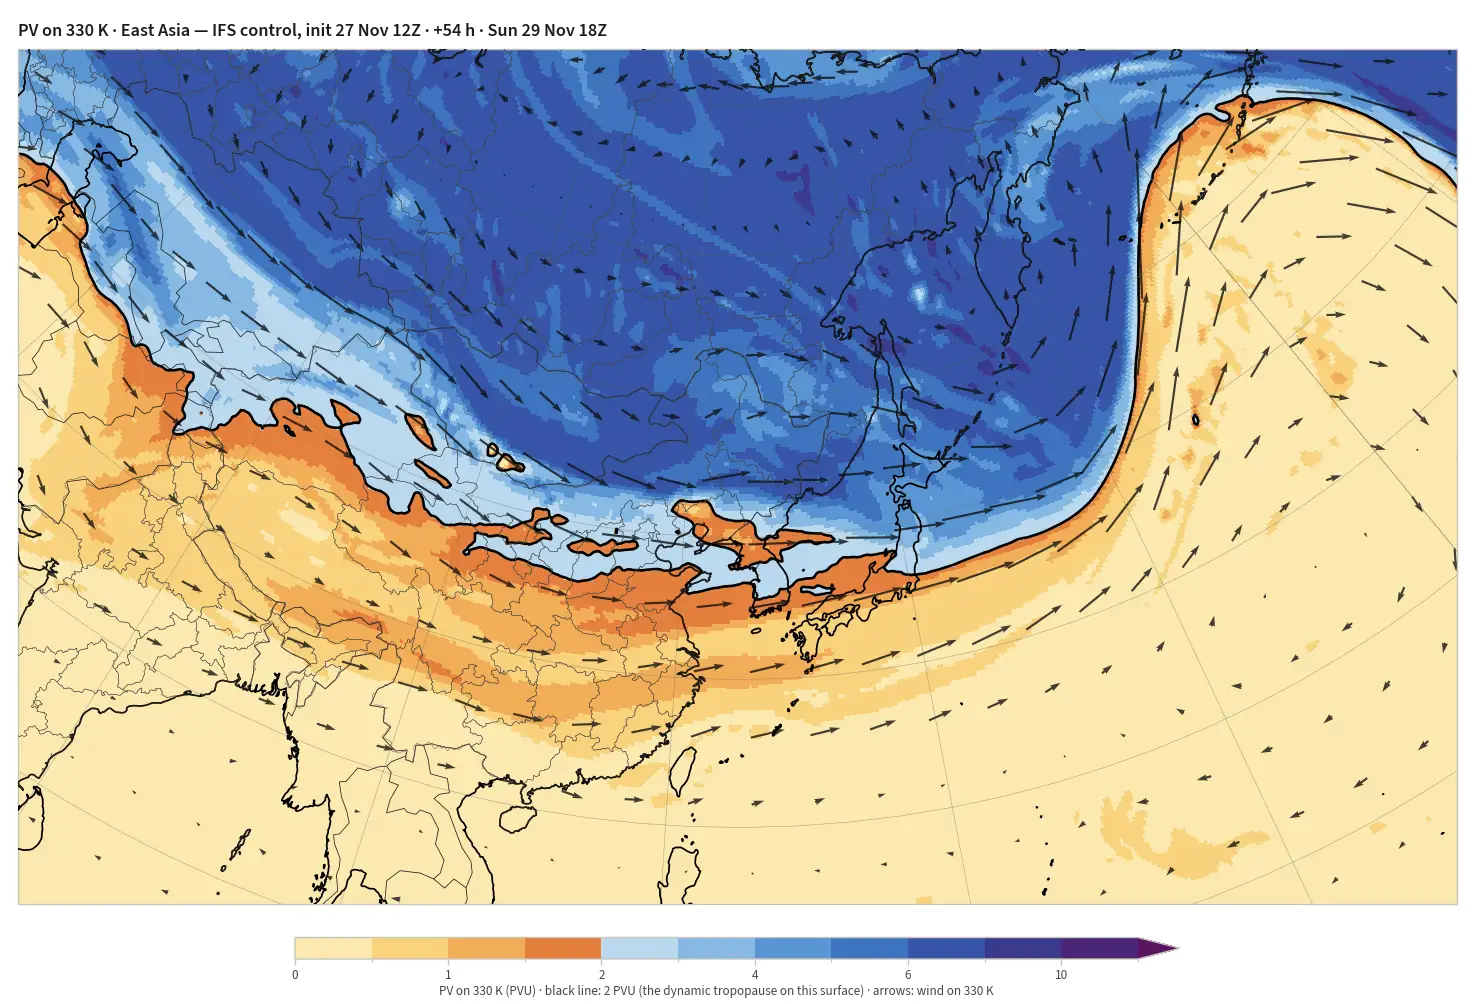 PV on 330 K · East Asia — IFS control, init 27 Nov 12Z · +54 h · Sun 29 Nov 18Z
0 1 2 4 6 10
PV on 330 K (PVU) · black line: 2 PVU (the dynamic tropopause on this surface) · arrows: wind on 330 K